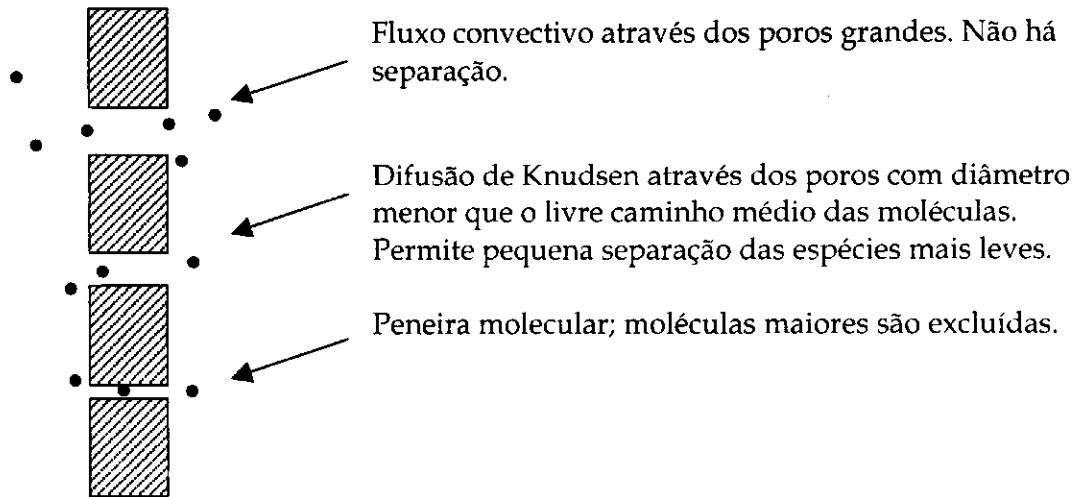 Fluxo convectivo através dos poros grandes. Não há
separação.
Difusão de Knudsen através dos poros com diâmetro
menor que o livre caminho médio das moléculas.
Permite pequena separação das espécies mais leves.
Peneira molecular; moléculas maiores são excluídas.